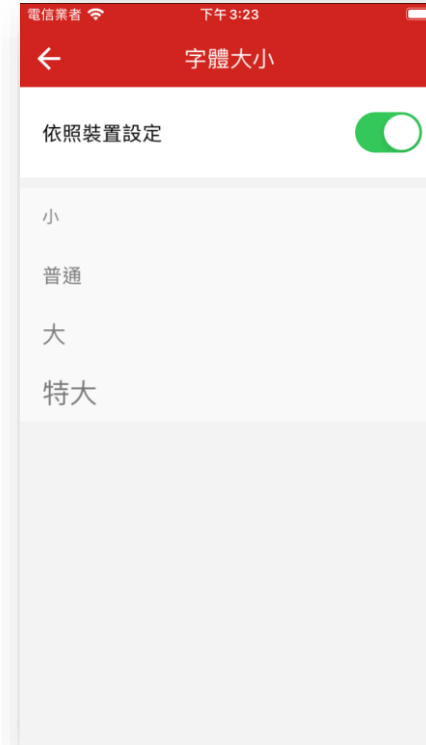 電信業者 下午3:23
字體大小
依照裝置設定
小
普通
大
特大